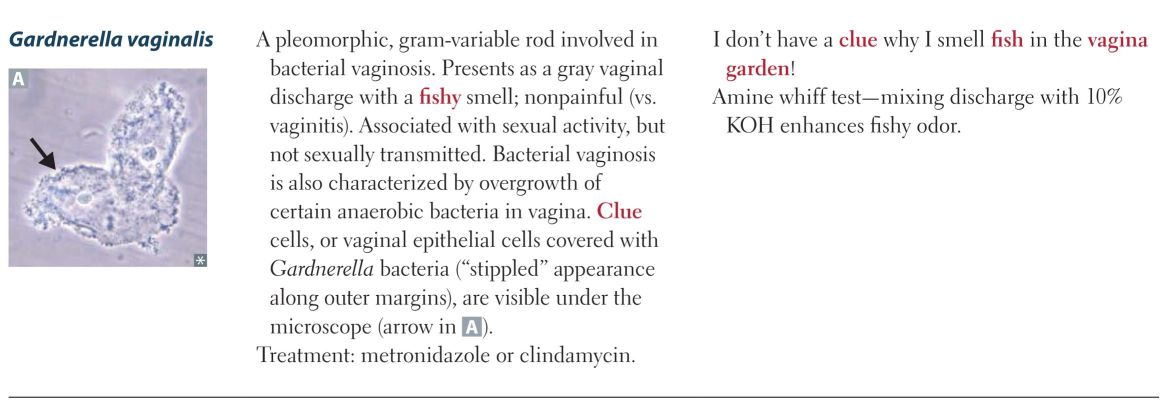 Gardnerella vaginalis
A
*
A pleomorphic, gram-variable rod involved in
bacterial vaginosis. Presents as a gray vaginal
discharge with a fishy smell; nonpainful (vs.
vaginitis). Associated with sexual activity, but
not sexually transmitted. Bacterial vaginosis
is also characterized by overgrowth of
certain anaerobic bacteria in vagina. Clue
cells, or vaginal epithelial cells covered with
Gardnerella bacteria (“stippled” appearance
along outer margins), are visible under the
microscope (arrow in A).
Treatment: metronidazole or clindamycin.
I don’t have a clue why I smell fish in the vagina
garden!
Amine whiff test—mixing discharge with 10%
KOH enhances fishy odor.